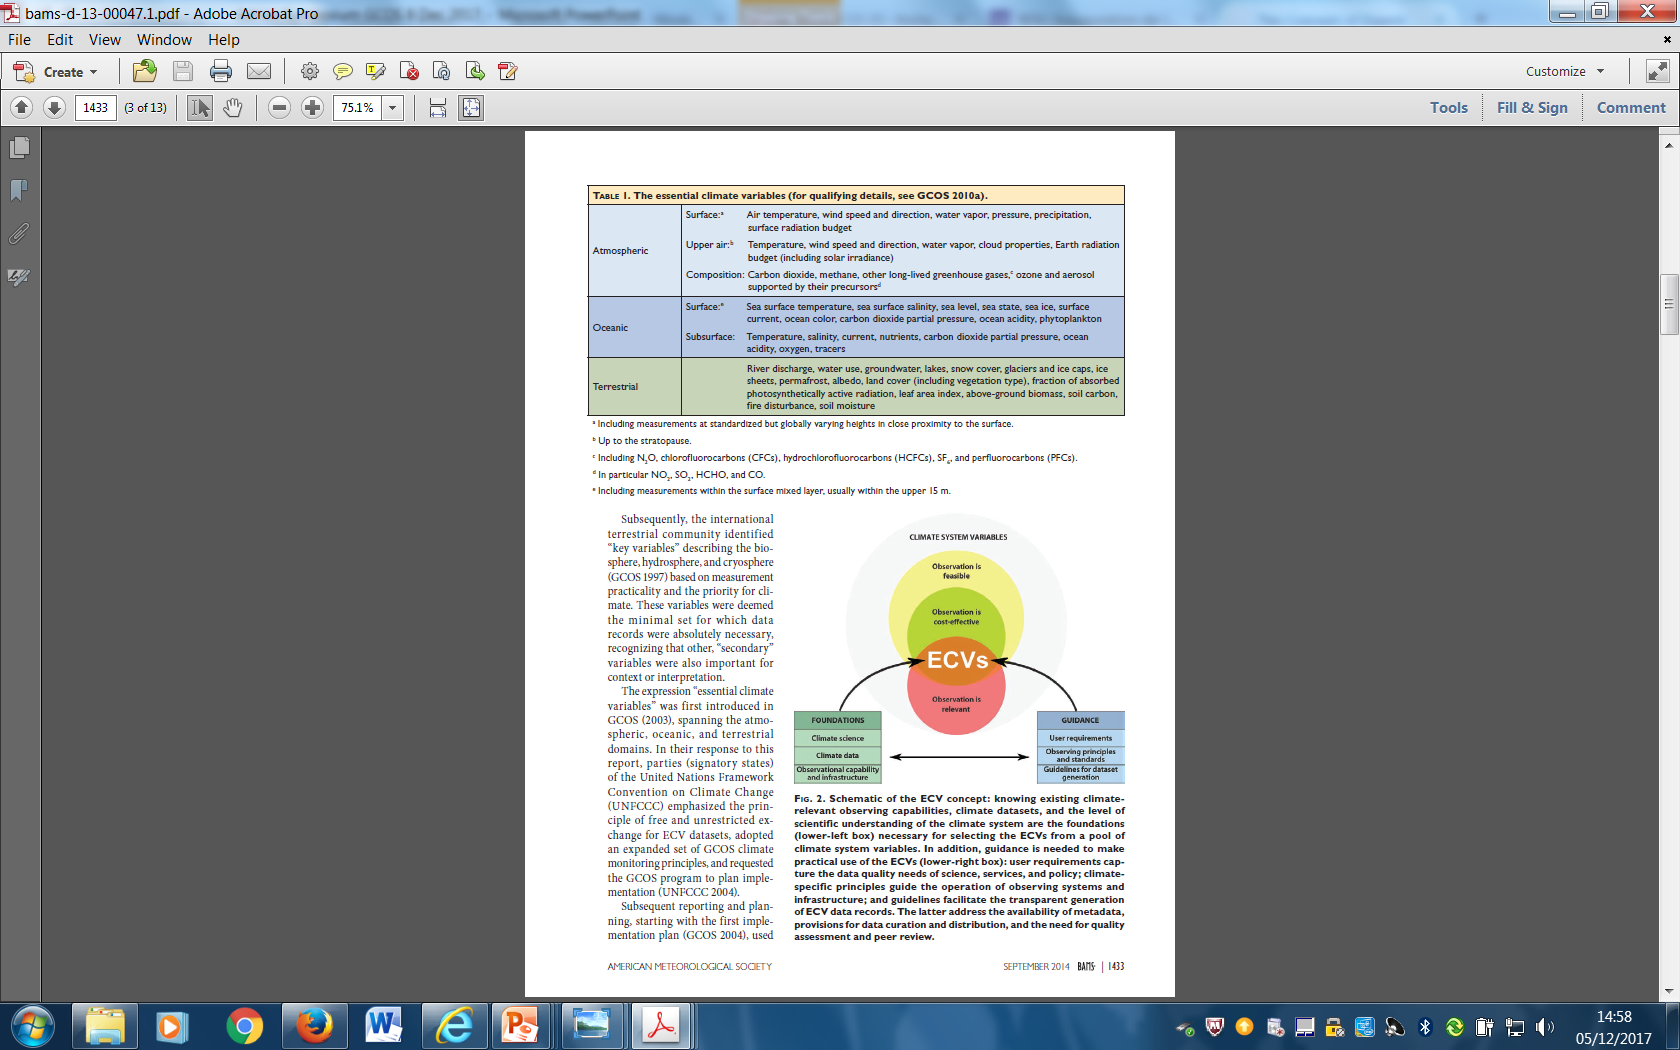 bams-d-13-00047.1.pdf - Adobe Acrobat Pro
File Edit View Window Help
Create
Customize
1433 (3 of 13) 75.1%
Tools Fill & Sign Comment
TABLE 1. The essential climate variables (for qualifying details, see GCOS 2010a).
Atmospheric
Surface:a Air temperature, wind speed and direction, water vapor, pressure, precipitation,
surface radiation budget
Upper air:b Temperature, wind speed and direction, water vapor, cloud properties, Earth radiation
budget (including solar irradiance)
Composition: Carbon dioxide, methane, other long-lived greenhouse gases,c ozone and aerosol
supported by their precursorsd
Oceanic
Surface:e Sea surface temperature, sea surface salinity, sea level, sea state, sea ice, surface
current, ocean color, carbon dioxide partial pressure, ocean acidity, phytoplankton
Subsurface: Temperature, salinity, current, nutrients, carbon dioxide partial pressure, ocean
acidity, oxygen, tracers
Terrestrial
River discharge, water use, groundwater, lakes, snow cover, glaciers and ice caps, ice
sheets, permafrost, albedo, land cover (including vegetation type), fraction of absorbed
photosynthetically active radiation, leaf area index, above-ground biomass, soil carbon,
fire disturbance, soil moisture
a Including measurements at standardized but globally varying heights in close proximity to the surface.
b Up to the stratopause.
c Including N2O, chlorofluorocarbons (CFCs), hydrochlorofluorocarbons (HCFCs), SF6, and perfluorocarbons (PFCs).
d In particular NO2, SO2, HCHO, and CO.
e Including measurements within the surface mixed layer, usually within the upper 15 m.
Subsequently, the international
terrestrial community identified
“key variables” describing the bio-
sphere, hydrosphere, and cryosphere
(GCOS 1997) based on measurement
practicality and the priority for cli-
mate. These variables were deemed
the minimal set for which data
records were absolutely necessary,
recognizing that other, “secondary”
variables were also important for
context or interpretation.
The expression “essential climate
variables” was first introduced in
GCOS (2003), spanning the atmo-
spheric, oceanic, and terrestrial
domains. In their response to this
report, parties (signatory states)
of the United Nations Framework
Convention on Climate Change
(UNFCCC) emphasized the prin-
ciple of free and unrestricted ex-
change for ECV datasets, adopted
an expanded set of GCOS climate
monitoring principles, and requested
the GCOS program to plan imple-
mentation (UNFCCC 2004).
Subsequent reporting and plan-
ning, starting with the first imple-
mentation plan (GCOS 2004), used
CLIMATE SYSTEM VARIABLES
Observation is
feasible
Observation is
cost-effective
ECVs
Observation is
relevant
FOUNDATIONS
Climate science
Climate data
Observational capability
and infrastructure
GUIDANCE
User requirements
Observing principles
and standards
Guidelines for dataset
generation
FIG. 2. Schematic of the ECV concept: knowing existing climate-
relevant observing capabilities, climate datasets, and the level of
scientific understanding of the climate system are the foundations
(lower-left box) necessary for selecting the ECVs from a pool of
climate system variables. In addition, guidance is needed to make
practical use of the ECVs (lower-right box): user requirements cap-
ture the data quality needs of science, services, and policy; climate-
specific principles guide the operation of observing systems and
infrastructure; and guidelines facilitate the transparent generation
of ECV data records. The latter address the availability of metadata,
provisions for data curation and distribution, and the need for quality
assessment and peer review.
AMERICAN METEOROLOGICAL SOCIETY
SEPTEMBER 2014 BAMS | 1433
14:58
05/12/2017